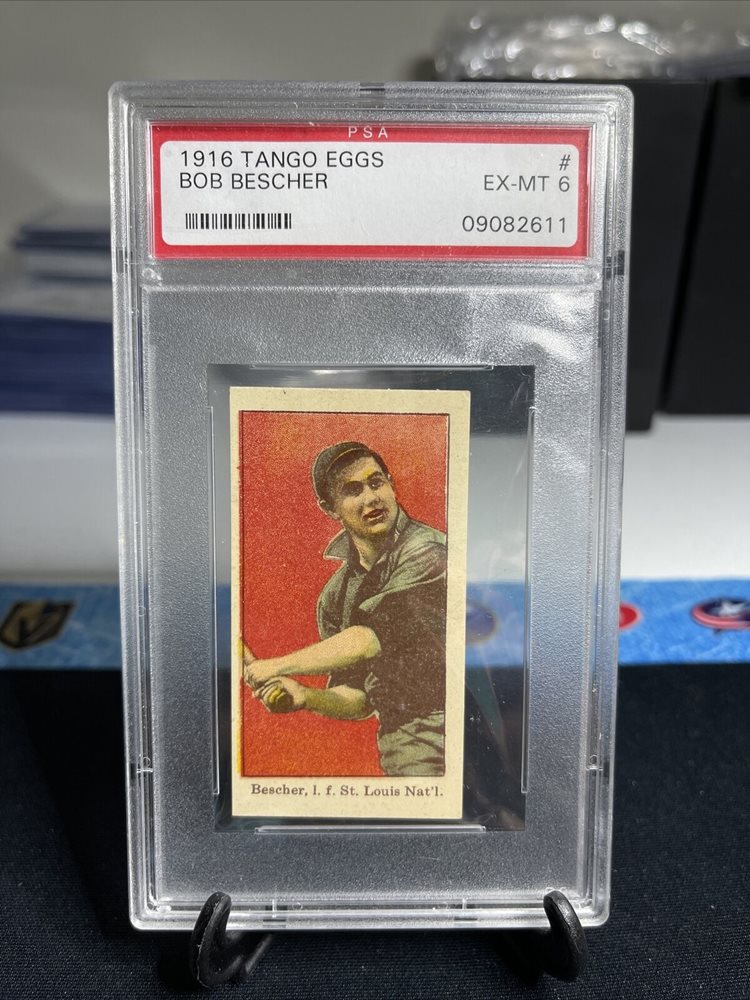 PSA
1916 TANGO EGGS #
BOB BESCHER EX-MT 6
09082611
Bescher, l. f. St. Louis Nat'l.